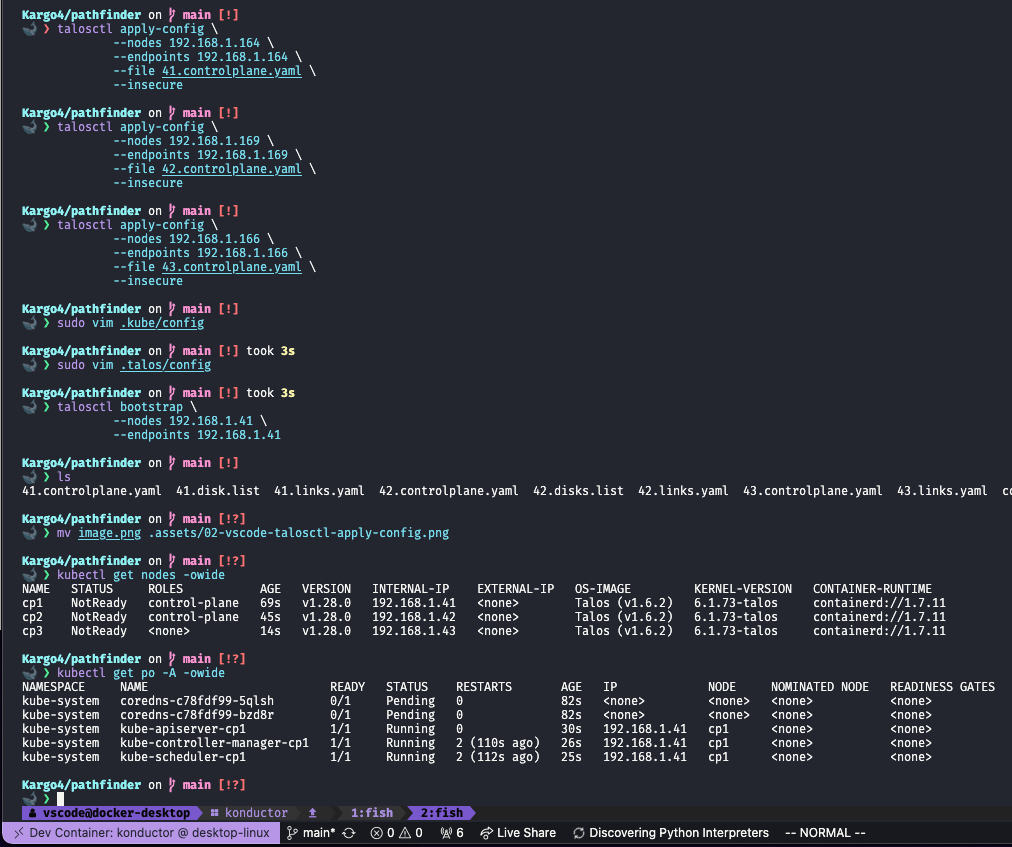 Kargo4/pathfinder on main [!]
❯ talosctl apply-config \
--nodes 192.168.1.164 \
--endpoints 192.168.1.164 \
--file 41.controlplane.yaml \
--insecure
Kargo4/pathfinder on main [!]
❯ talosctl apply-config \
--nodes 192.168.1.169 \
--endpoints 192.168.1.169 \
--file 42.controlplane.yaml \
--insecure
Kargo4/pathfinder on main [!]
❯ talosctl apply-config \
--nodes 192.168.1.166 \
--endpoints 192.168.1.166 \
--file 43.controlplane.yaml \
--insecure
Kargo4/pathfinder on main [!]
❯ sudo vim .kube/config
Kargo4/pathfinder on main [!] took 3s
❯ sudo vim .talos/config
Kargo4/pathfinder on main [!] took 3s
❯ talosctl bootstrap \
--nodes 192.168.1.41 \
--endpoints 192.168.1.41
Kargo4/pathfinder on main [!]
❯ ls
41.controlplane.yaml 41.disk.list 41.links.yaml 42.controlplane.yaml 42.disks.list 42.links.yaml 43.controlplane.yaml 43.links.yaml
Kargo4/pathfinder on main [!?]
❯ mv image.png .assets/02-vscode-talosctl-apply-config.png
Kargo4/pathfinder on main [!?]
❯ kubectl get nodes -owide
NAME STATUS ROLES AGE VERSION INTERNAL-IP EXTERNAL-IP OS-IMAGE KERNEL-VERSION CONTAINER-RUNTIME
cp1 NotReady control-plane 69s v1.28.0 192.168.1.41 <none> Talos (v1.6.2) 6.1.73-talos containerd://1.7.11
cp2 NotReady control-plane 45s v1.28.0 192.168.1.42 <none> Talos (v1.6.2) 6.1.73-talos containerd://1.7.11
cp3 NotReady <none> 14s v1.28.0 192.168.1.43 <none> Talos (v1.6.2) 6.1.73-talos containerd://1.7.11
Kargo4/pathfinder on main [!?]
❯ kubectl get po -A -owide
NAMESPACE NAME READY STATUS RESTARTS AGE IP NODE NOMINATED NODE READINESS GATES
kube-system coredns-c78fdf99-5qlsh 0/1 Pending 0 82s <none> <none> <none> <none>
kube-system coredns-c78fdf99-bzd8r 0/1 Pending 0 82s <none> <none> <none> <none>
kube-system kube-apiserver-cp1 1/1 Running 0 30s 192.168.1.41 cp1 <none> <none>
kube-system kube-controller-manager-cp1 1/1 Running 2 (110s ago) 26s 192.168.1.41 cp1 <none> <none>
kube-system kube-scheduler-cp1 1/1 Running 2 (112s ago) 25s 192.168.1.41 cp1 <none> <none>
Kargo4/pathfinder on main [!?]
❯
vscode@docker-desktop konductor 1:fish 2:fish
Dev Container: konductor @ desktop-linux main* 0 0 6 Live Share Discovering Python Interpreters -- NORMAL --